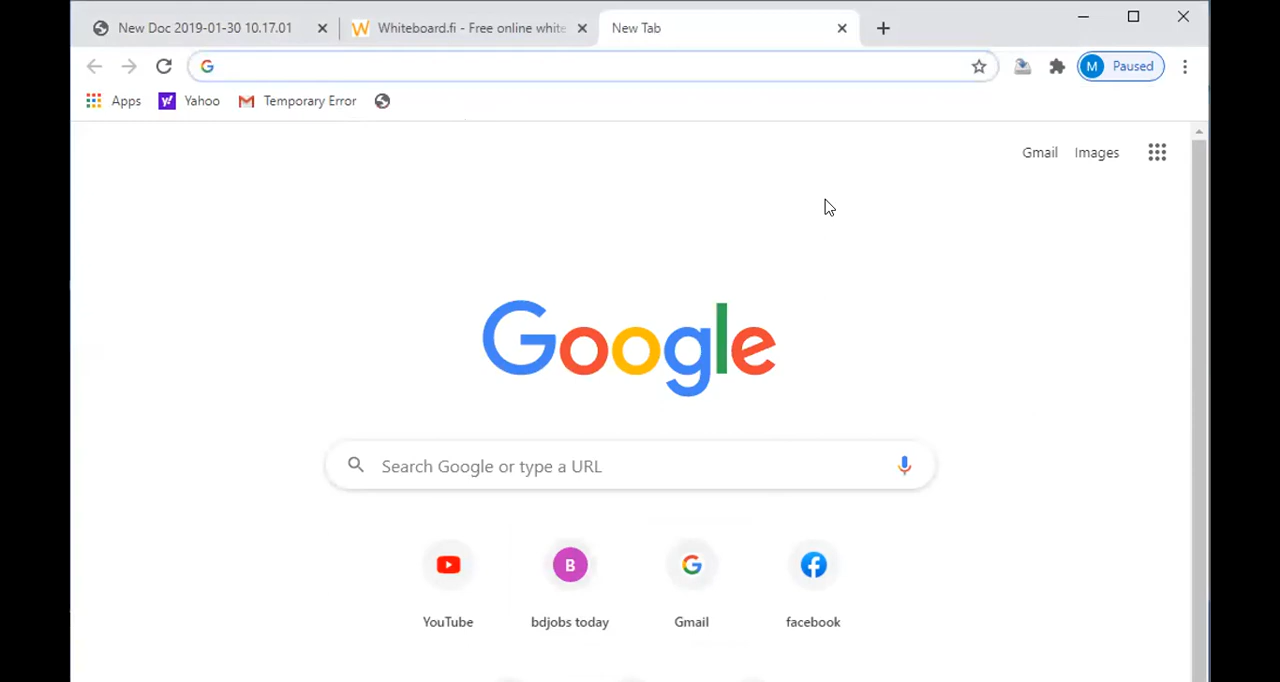 New Doc 2019-01-30 10.17.01
Whiteboard.fi - Free online white
New Tab
M Paused
Apps
Yahoo
Temporary Error
Gmail
Images
Google
Search Google or type a URL
B
YouTube
bdjobs today
Gmail
facebook